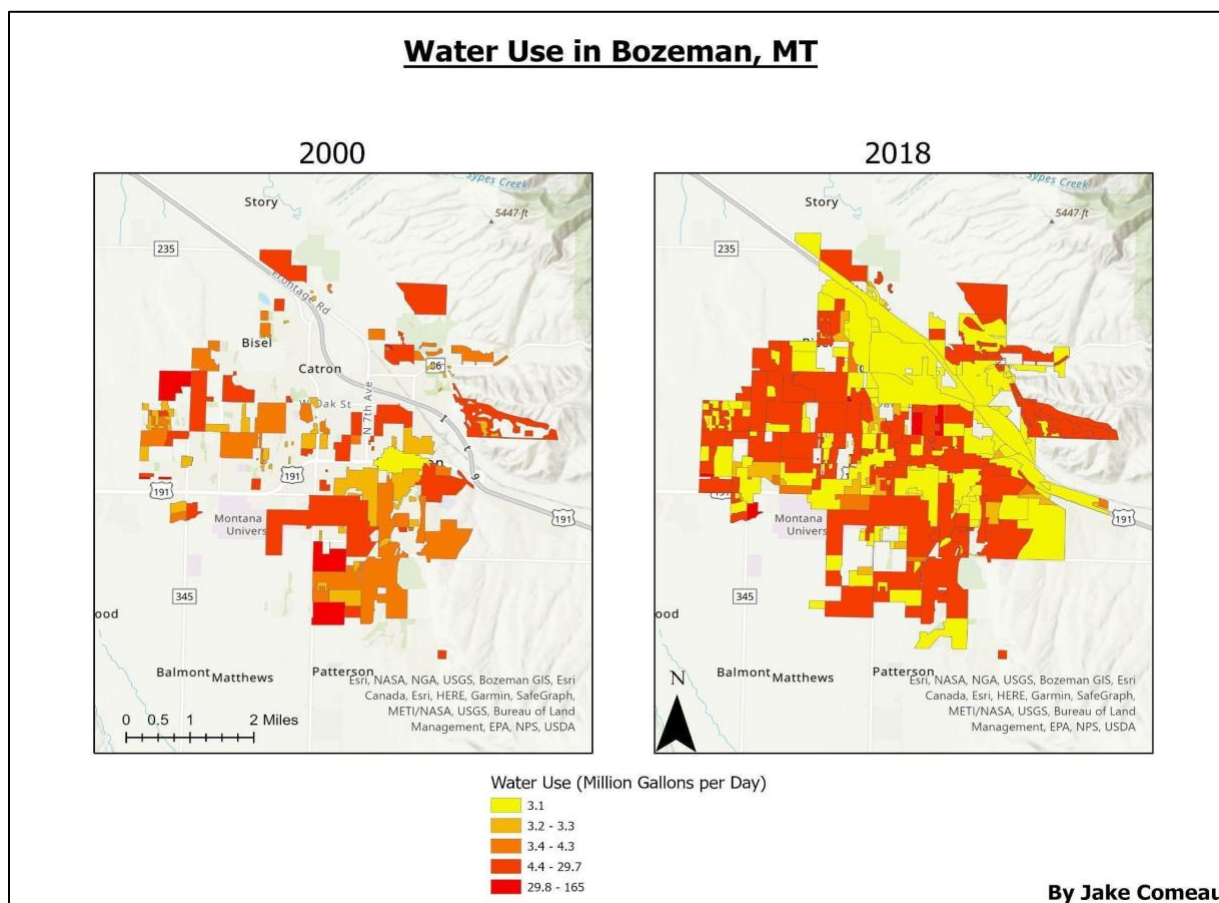 Water Use in Bozeman, MT
2000
ypes Creek
Story
5447 ft
235
Frontage Rd
Bisel
Catron
86
W Oak St
N 7th Ave
191
191
Montana
Univers
191
345
ood
Balmont
Matthews
Patterson
Esri, NASA, NGA, USGS, Bozeman GIS, Esri
Canada, Esri, HERE, Garmin, SafeGraph,
METI/NASA, USGS, Bureau of Land
Management, EPA, NPS, USDA
0 0.5 1 2 Miles
2018
ypes Creek
Story
5447 ft
235
191
Montana
Univers
191
345
ood
Balmont
Matthews
Patterson
N
Esri, NASA, NGA, USGS, Bozeman GIS, Esri
Canada, Esri, HERE, Garmin, SafeGraph,
METI/NASA, USGS, Bureau of Land
Management, EPA, NPS, USDA
Water Use (Million Gallons per Day)
3.1
3.2 - 3.3
3.4 - 4.3
4.4 - 29.7
29.8 - 165
By Jake Comeau